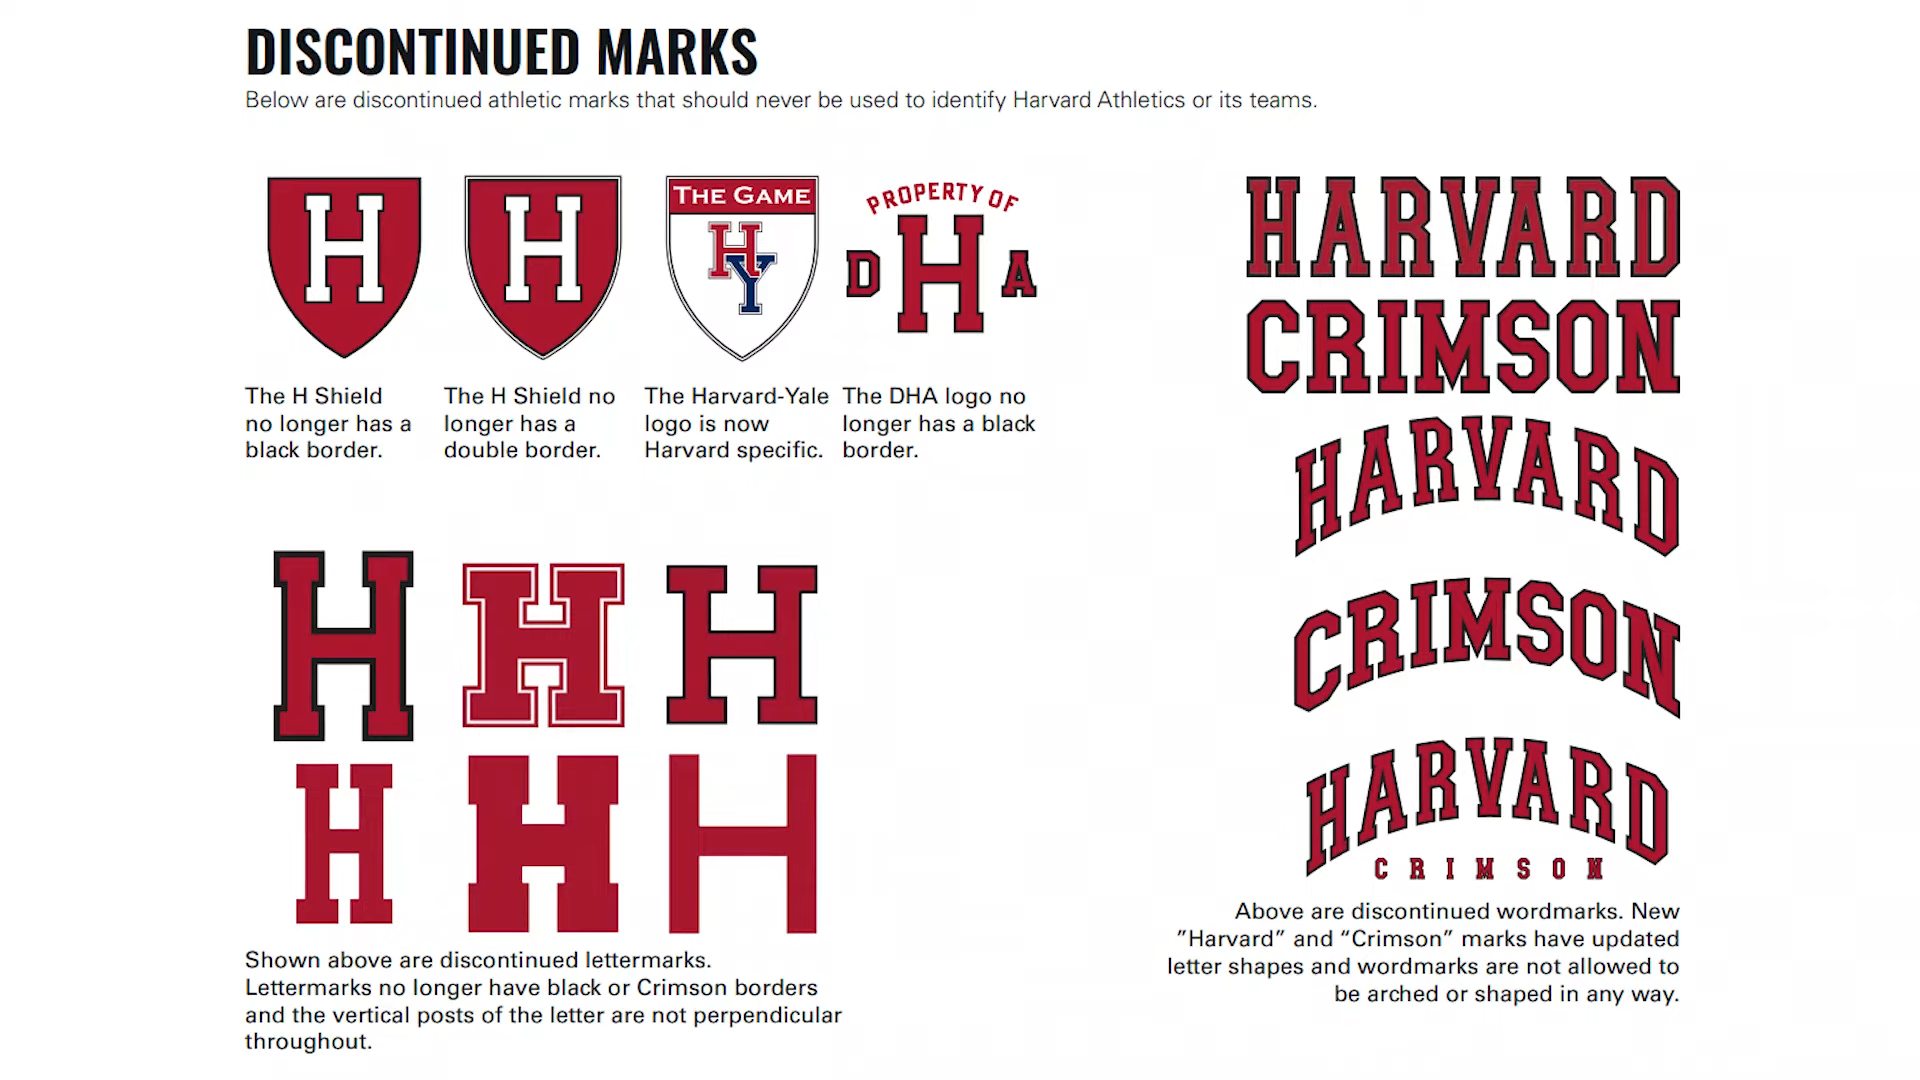 DISCONTINUED MARKS
Below are discontinued athletic marks that should never be used to identify Harvard Athletics or its teams.
H
H
THE GAME
HY
PROPERTY OF
D H A
The H Shield
no longer has a
black border.
The H Shield no
longer has a
double border.
The Harvard-Yale
logo is now
Harvard specific.
The DHA logo no
longer has a black
border.
H H H
H H H
Shown above are discontinued lettermarks.
Lettermarks no longer have black or Crimson borders
and the vertical posts of the letter are not perpendicular
throughout.
HARVARD
CRIMSON
HARVARD
CRIMSON
HARVARD
CRIMSON
Above are discontinued wordmarks. New
”Harvard” and “Crimson” marks have updated
letter shapes and wordmarks are not allowed to
be arched or shaped in any way.